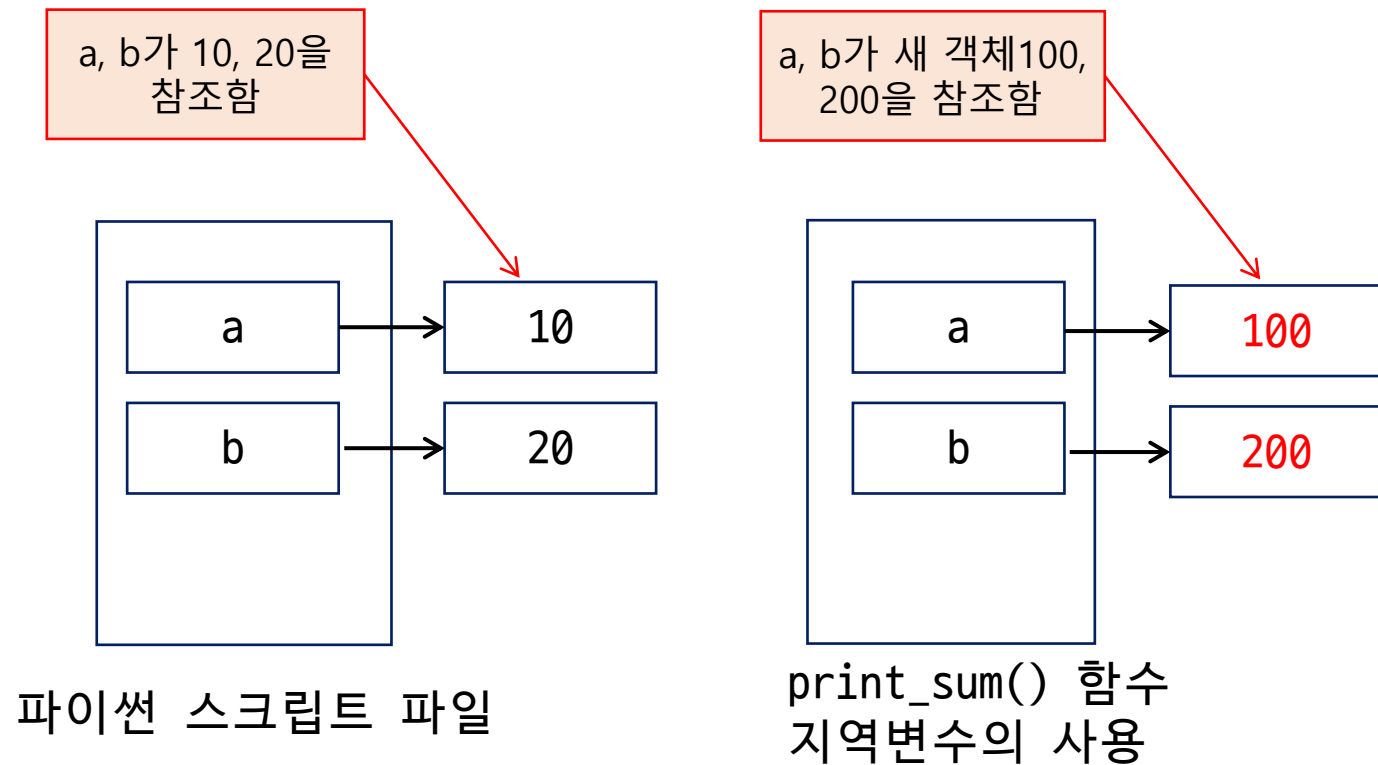 a, b가 10, 20을
참조함
a, b가 새 객체100,
200을 참조함
a
10
b
20
a
100
b
200
파이썬 스크립트 파일
print_sum() 함수
지역변수의 사용